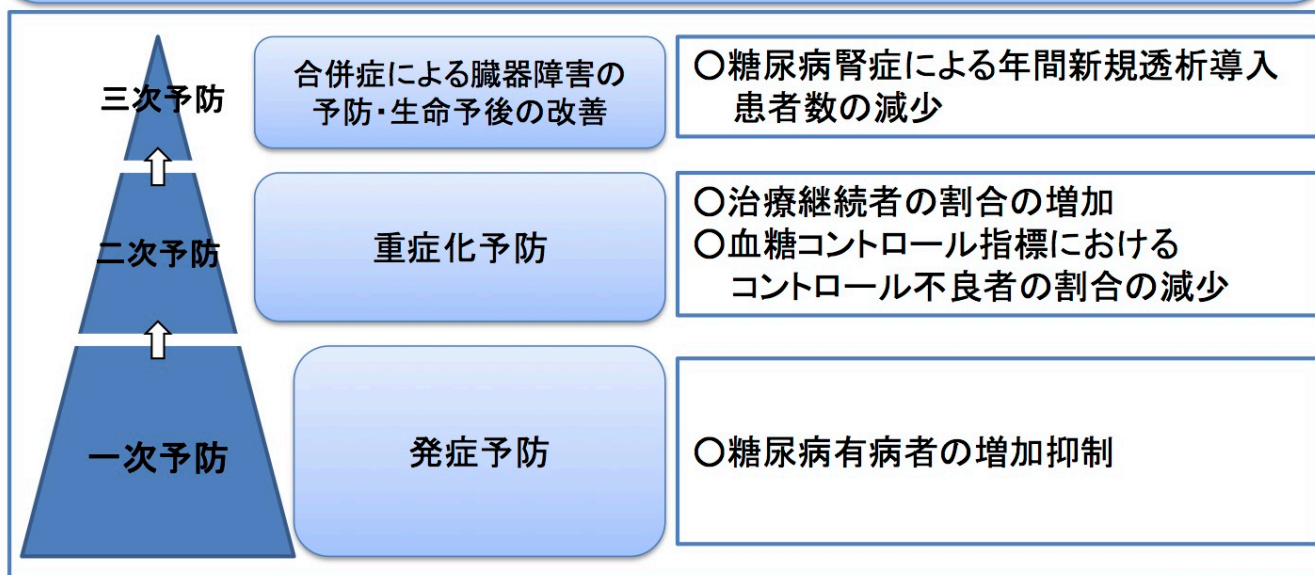 三次予防
合併症による臓器障害の
予防・生命予後の改善
○糖尿病腎症による年間新規透析導入
患者数の減少
二次予防
重症化予防
○治療継続者の割合の増加
○血糖コントロール指標における
コントロール不良者の割合の減少
一次予防
発症予防
○糖尿病有病者の増加抑制